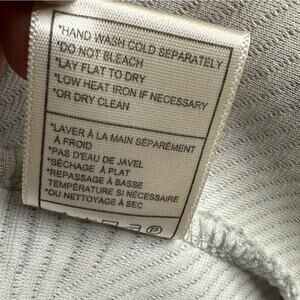 *HAND WASH COLD SEPARATELY
*DO NOT BLEACH
*LAY FLAT TO DRY
*LOW HEAT IRON IF NECESSARY
*OR DRY CLEAN
*LAVER À LA MAIN SÉPARÉMENT
À FROID
*PAS D'EAU DE JAVEL
*SÉCHAGE À PLAT
*REPASSAGE À BASSE
TEMPÉRATURE SI NÉCESSAIRE
*OU NETTOYAGE À SEC